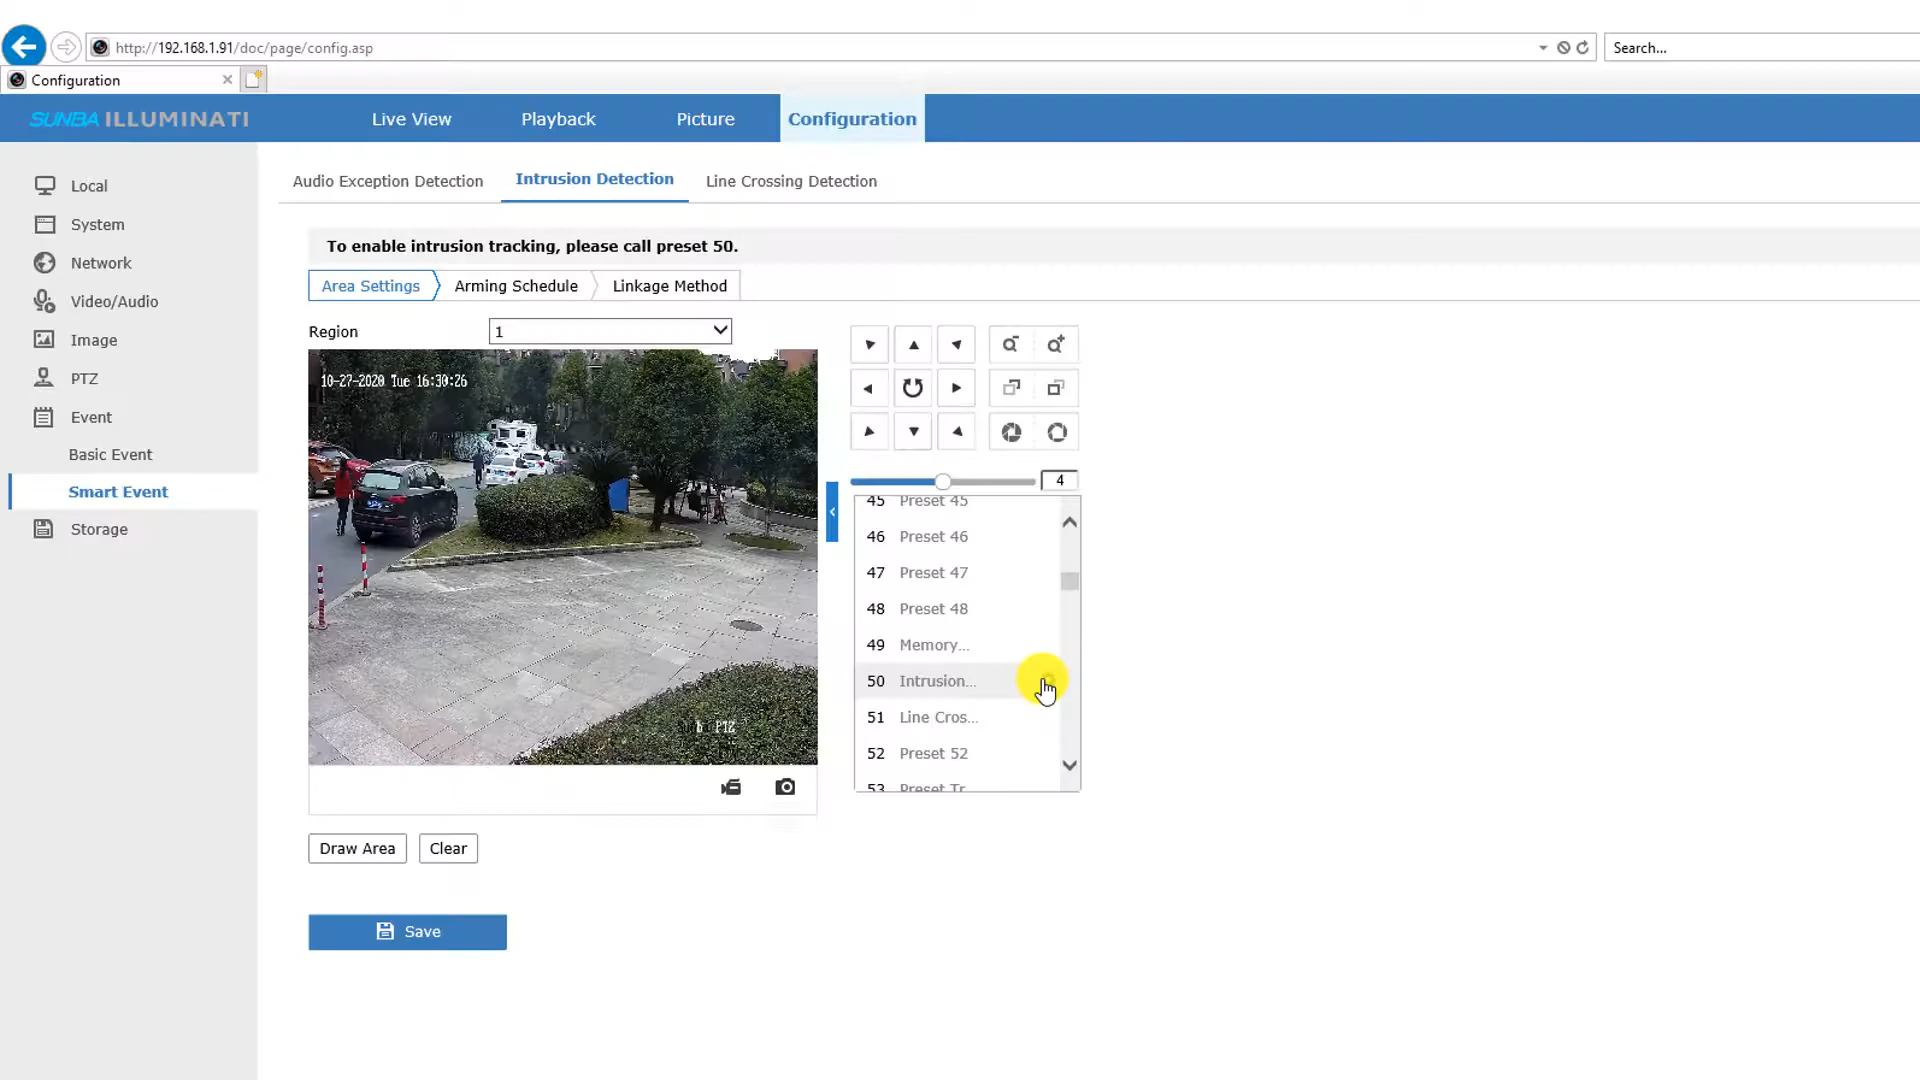 http://192.168.1.91/doc/page/config.asp
Search...
Configuration
SUNBA ILLUMINATI
Live View
Playback
Picture
Configuration
Local
System
Network
Video/Audio
Image
PTZ
Event
Basic Event
Smart Event
Storage
Audio Exception Detection
Intrusion Detection
Line Crossing Detection
To enable intrusion tracking, please call preset 50.
Area Settings
Arming Schedule
Linkage Method
Region
1
10-27-2020 Tue 16:30:26
PTZ
4
45 Preset 45
46 Preset 46
47 Preset 47
48 Preset 48
49 Memory...
50 Intrusion...
51 Line Cros...
52 Preset 52
53 Preset Tr
Draw Area
Clear
Save